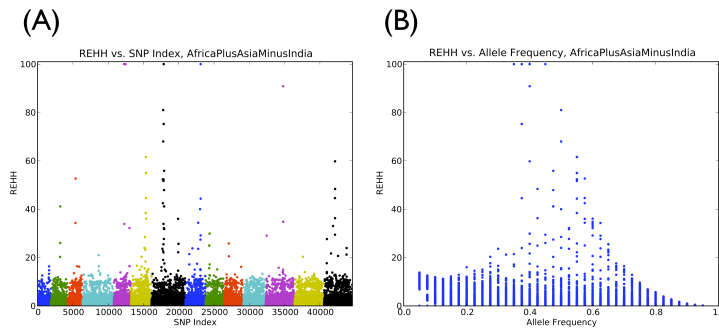 (A)
REHH vs. SNP Index, AfricaPlusAsiaMinusIndia
100
80
60
40
20
0
REHH
0 5000 10000 15000 20000 25000 30000 35000 40000
SNP Index
(B)
REHH vs. Allele Frequency, AfricaPlusAsiaMinusIndia
100
80
60
40
20
0
REHH
0.0 0.2 0.4 0.6 0.8 1
Allele Frequency